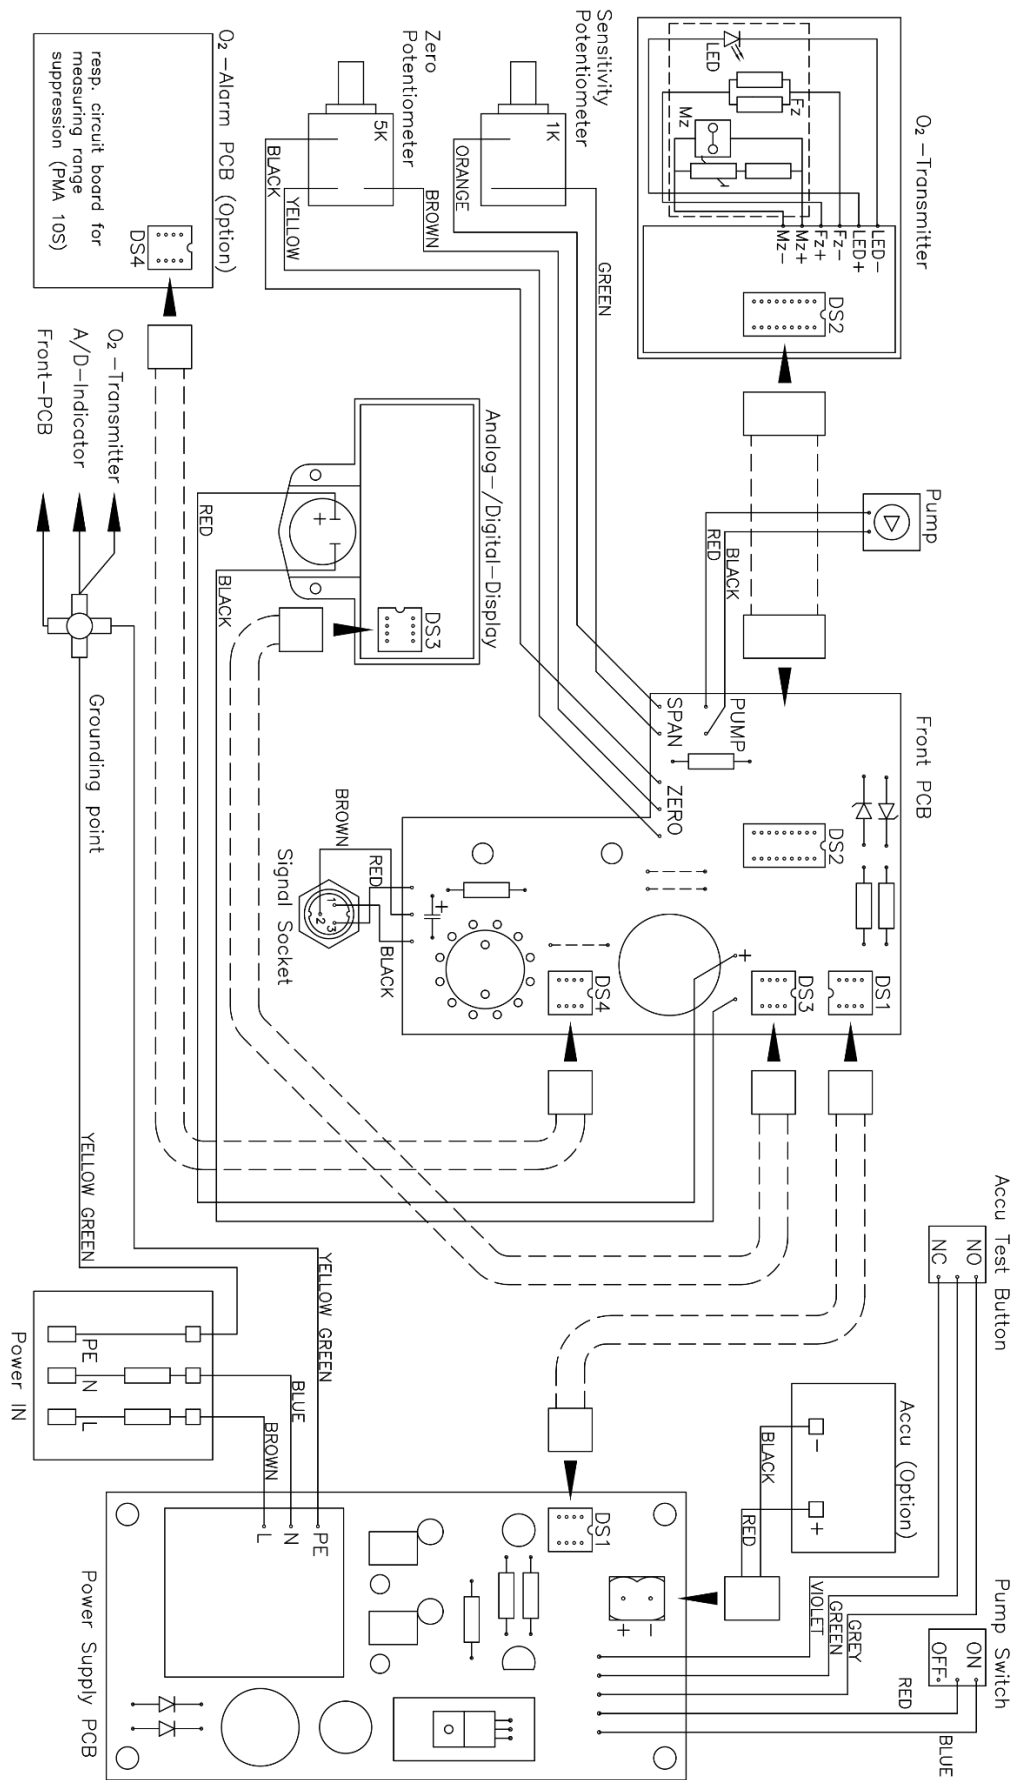 O₂-Transmitter
LED
Fz
Mz
LED-
LED+
Fz-
Fz+
Mz+
Mz-
DS2
Sensitivity
Potentiometer
1K
ORANGE
GREEN
Zero
Potentiometer
5K
BROWN
YELLOW
BLACK
O₂-Alarm PCB (Option)
resp. circuit board for
measuring range
suppression (PMA 10S)
DS4
O₂-Transmitter
A/D-Indicator
Front-PCB
Grounding point
Pump
RED
BLACK
Analog-/Digital-Display
DS3
+
-
RED
BLACK
Front PCB
PUMP
SPAN
ZERO
DS2
DS1
DS3
DS4
+
+
BROWN
RED
BLACK
1
2
3
Signal Socket
Accu Test Button
NO
NC
Accu (Option)
-
+
BLACK
RED
Pump Switch
ON
OFF
RED
BLUE
GREY
GREEN
VIOLET
YELLOW GREEN
YELLOW GREEN
BLUE
BROWN
PE
N
L
Power IN
DS1
-
+
PE
N
L
Power Supply PCB